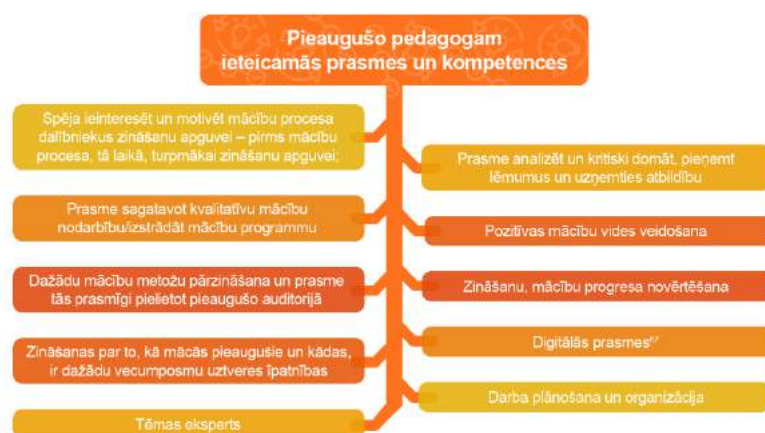 Pieaugušo pedagogam
ieteicamās prasmes un kompetences
Spēja ieinteresēt un motivēt mācību procesa
dalībniekus zināšanu apguvei – pirms mācību
procesa, tā laikā, turpmākai zināšanu apguvei;
Prasme sagatavot kvalitatīvu mācību
nodarbību/izstrādāt mācību programmu
Dažādu mācību metožu pārzināšana un prasme
tās prasmīgi pielietot pieaugušo auditorijā
Zināšanas par to, kā mācās pieaugušie un kādas,
ir dažādu vecumposmu uztveres īpatnības
Tēmas eksperts
Prasme analizēt un kritiski domāt, pieņemt
lēmumus un uzņemties atbildību
Pozitīvas mācību vides veidošana
Zināšanu, mācību progresa novērtēšana
Digitālās prasmes
Darba plānošana un organizācija